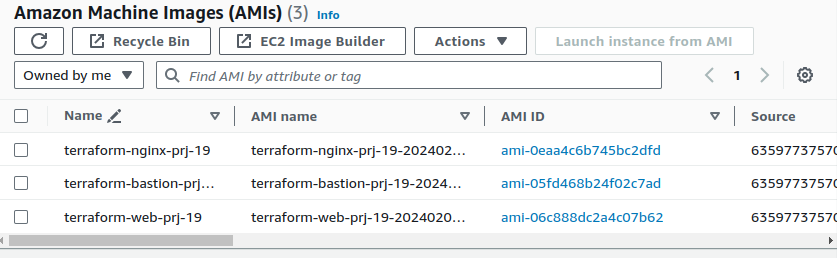 Amazon Machine Images (AMIs) (3) Info
Recycle Bin EC2 Image Builder Actions Launch instance from AMI
Owned by me Find AMI by attribute or tag 1
Name AMI name AMI ID Source
terraform-nginx-prj-19 terraform-nginx-prj-19-202402... ami-0eaa4c6b745bc2dfd 63597737570
terraform-bastion-prj... terraform-bastion-prj-19-2024... ami-05fd468b24f02c7ad 63597737570
terraform-web-prj-19 terraform-web-prj-19-2024020... ami-06c888dc2a4c07b62 63597737570